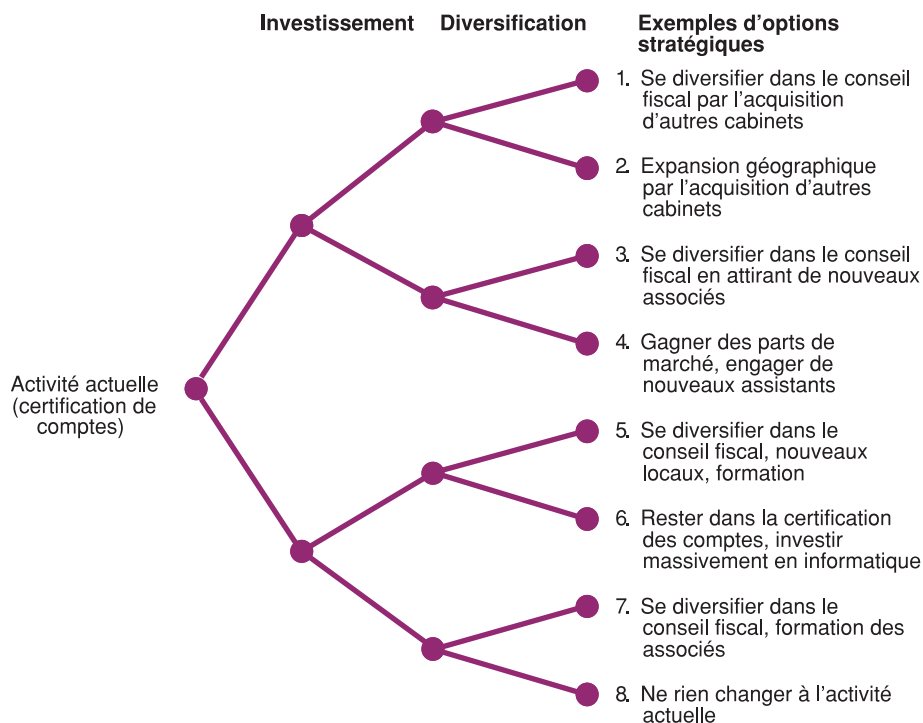 Investissement Diversification Exemples d'options
stratégiques
1. Se diversifier dans le conseil
fiscal par l'acquisition
d'autres cabinets
2. Expansion géographique
par l'acquisition d'autres
cabinets
3. Se diversifier dans le conseil
fiscal en attirant de nouveaux
associés
4. Gagner des parts de
marché, engager de
nouveaux assistants
Activité actuelle
(certification de
comptes)
5. Se diversifier dans le
conseil fiscal, nouveaux
locaux, formation
6. Rester dans la certification
des comptes, investir
massivement en informatique
7. Se diversifier dans le
conseil fiscal, formation des
associés
8. Ne rien changer à l'activité
actuelle